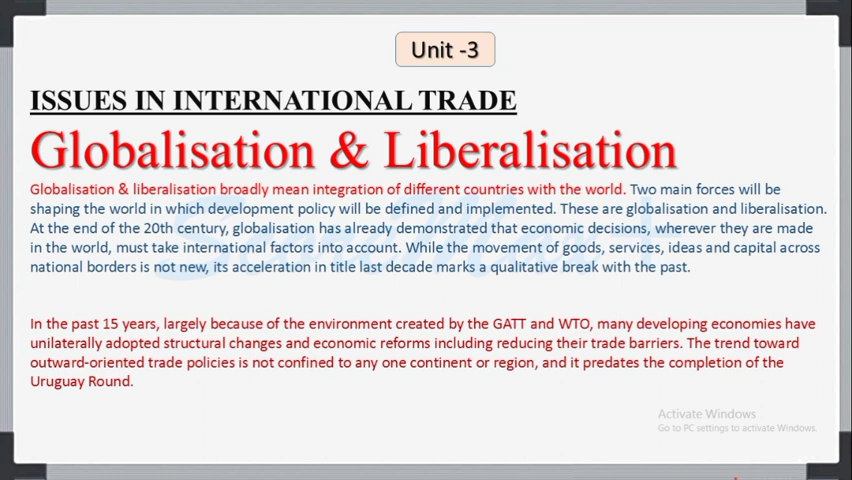 Unit -3
ISSUES IN INTERNATIONAL TRADE
Globalisation & Liberalisation
Globalisation & liberalisation broadly mean integration of different countries with the world. Two main forces will be
shaping the world in which development policy will be defined and implemented. These are globalisation and liberalisation.
At the end of the 20th century, globalisation has already demonstrated that economic decisions, wherever they are made
in the world, must take international factors into account. While the movement of goods, services, ideas and capital across
national borders is not new, its acceleration in title last decade marks a qualitative break with the past.
In the past 15 years, largely because of the environment created by the GATT and WTO, many developing economies have
unilaterally adopted structural changes and economic reforms including reducing their trade barriers. The trend toward
outward-oriented trade policies is not confined to any one continent or region, and it predates the completion of the
Uruguay Round.
Activate Windows
Go to PC settings to activate Windows.